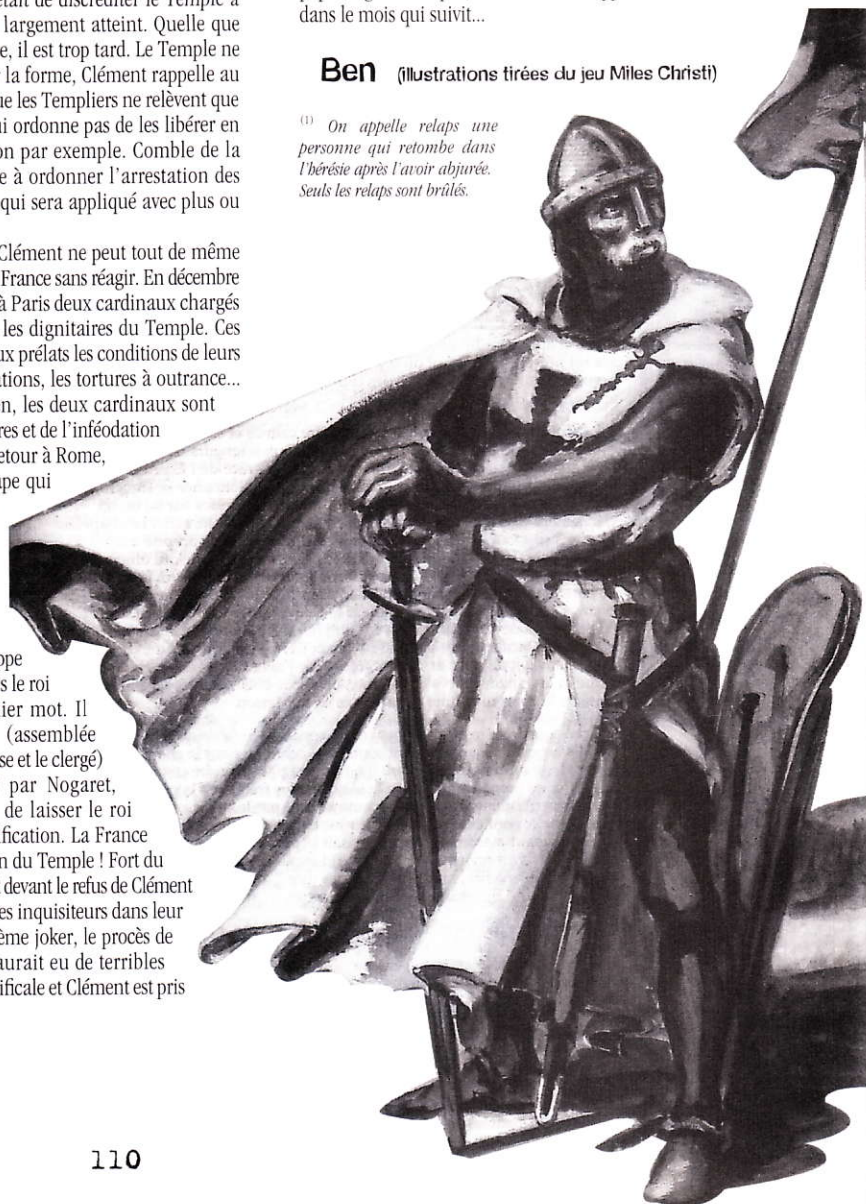 était de discréditer le Temple à
largement atteint. Quelle que
e, il est trop tard. Le Temple ne
la forme, Clément rappelle au
ue les Templiers ne relèvent que
ui ordonne pas de les libérer en
on par exemple. Comble de la
e à ordonner l'arrestation des
qui sera appliqué avec plus ou
Clément ne peut tout de même
France sans réagir. En décembre
à Paris deux cardinaux chargés
les dignitaires du Temple. Ces
ux prélats les conditions de leurs
tions, les tortures à outrance...
n, les deux cardinaux sont
res et de l'inféodation
etour à Rome,
pe qui
ppe
s le roi
ier mot. Il
(assemblée
se et le clergé)
par Nogaret,
de laisser le roi
ification. La France
n du Temple ! Fort du
devant le refus de Clément
es inquisiteurs dans leur
ème joker, le procès de
aurait eu de terribles
ificale et Clément est pris
dans le mois qui suivit...
Ben (illustrations tirées du jeu Miles Christi)
(1) On appelle relaps une
personne qui retombe dans
l'hérésie après l'avoir abjurée.
Seuls les relaps sont brûlés.
110